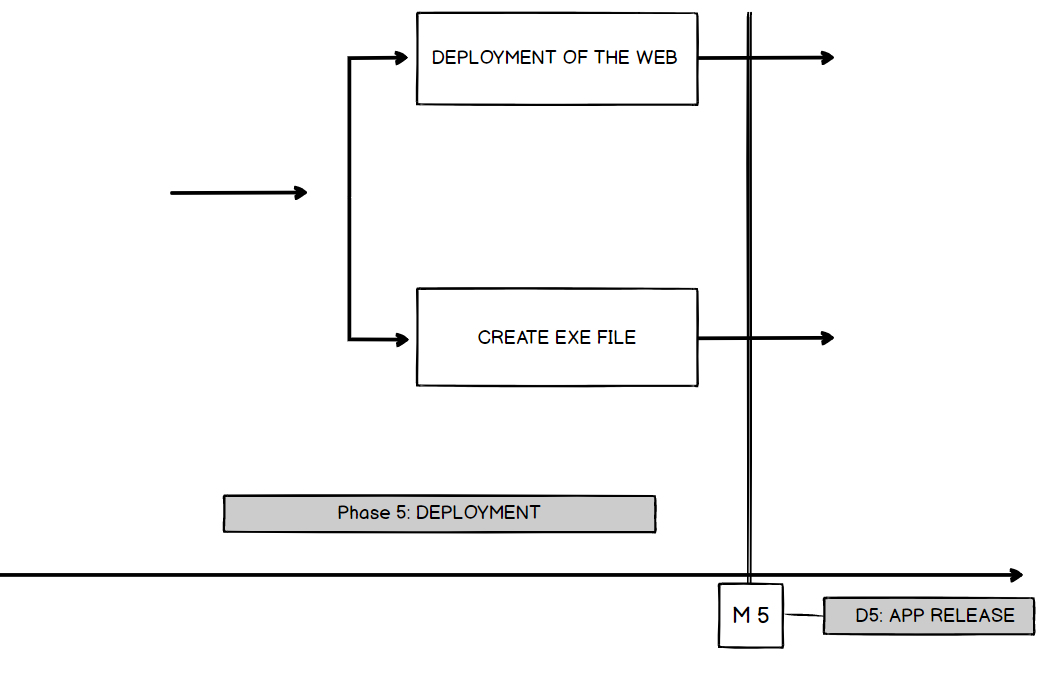 DEPLOYMENT OF THE WEB
CREATE EXE FILE
Phase 5: DEPLOYMENT
M 5
D5: APP RELEASE